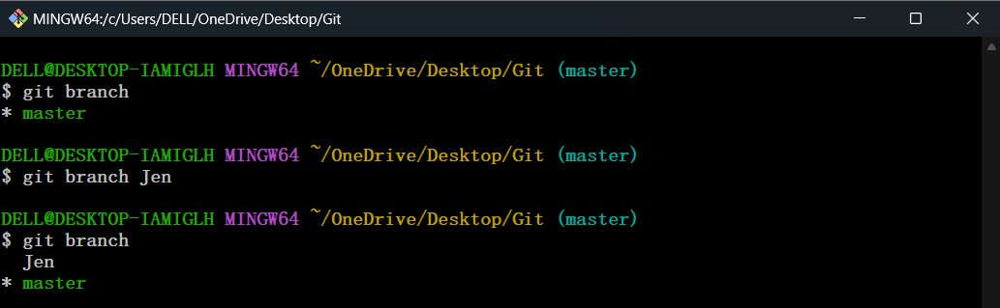 MINGW64:/c/Users/DELL/OneDrive/Desktop/Git
DELL@DESKTOP-IAMIGLH MINGW64 ~/OneDrive/Desktop/Git (master)
$ git branch
* master
DELL@DESKTOP-IAMIGLH MINGW64 ~/OneDrive/Desktop/Git (master)
$ git branch Jen
DELL@DESKTOP-IAMIGLH MINGW64 ~/OneDrive/Desktop/Git (master)
$ git branch
  Jen
* master